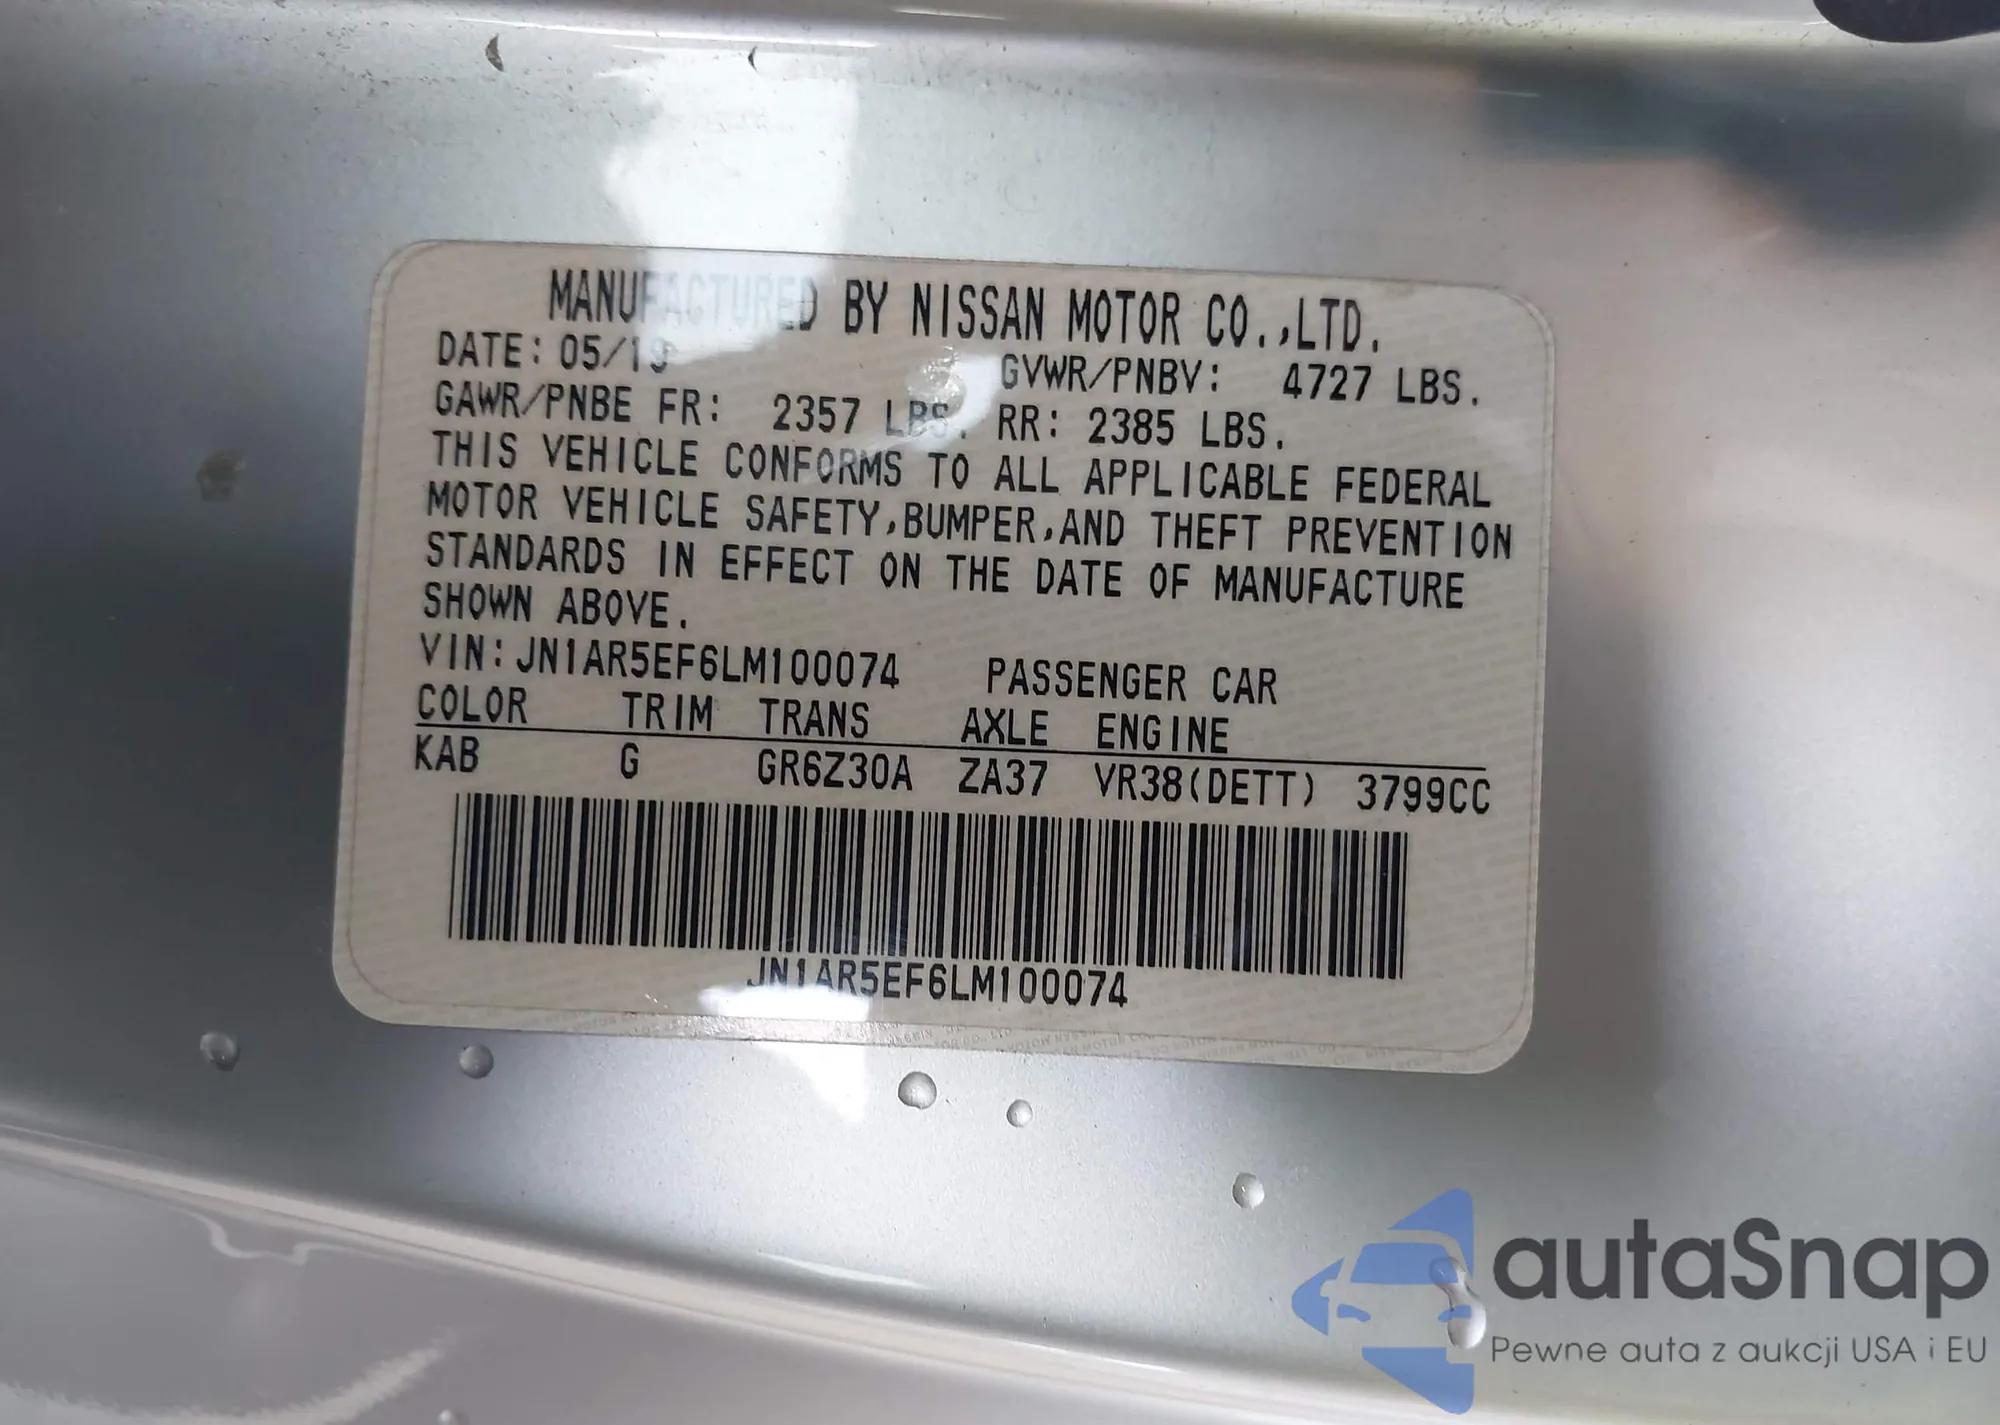 MANUFACTURED BY NISSAN MOTOR CO.,LTD.
DATE: 05/19 GVWR/PNBV: 4727 LBS.
GAWR/PNBE FR: 2357 LBS. RR: 2385 LBS.
THIS VEHICLE CONFORMS TO ALL APPLICABLE FEDERAL
MOTOR VEHICLE SAFETY,BUMPER,AND THEFT PREVENTION
STANDARDS IN EFFECT ON THE DATE OF MANUFACTURE
SHOWN ABOVE.
VIN: JN1AR5EF6LM100074 PASSENGER CAR
COLOR TRIM TRANS AXLE ENGINE
KAB G GR6Z30A ZA37 VR38(DETT) 3799CC
JN1AR5EF6LM100074
autaSnap
Pewne auta z aukcji USA i EU